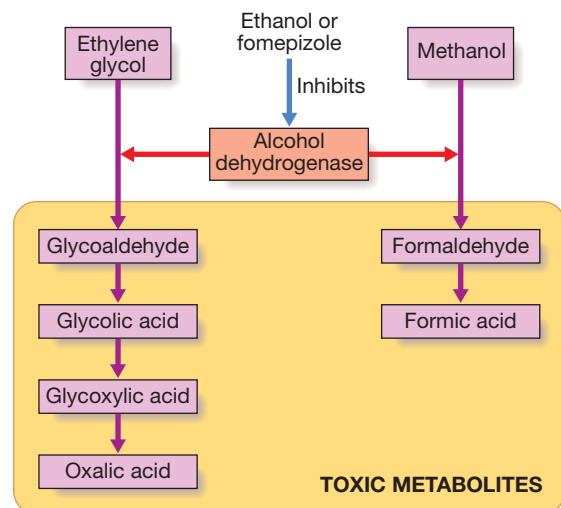 Ethylene
glycol
Ethanol or
fomepizole
Methanol
Inhibits
Alcohol
dehydrogenase
Glycoaldehyde
Formaldehyde
Glycolic acid
Formic acid
Glycoxylic acid
Oxalic acid
TOXIC METABOLITES